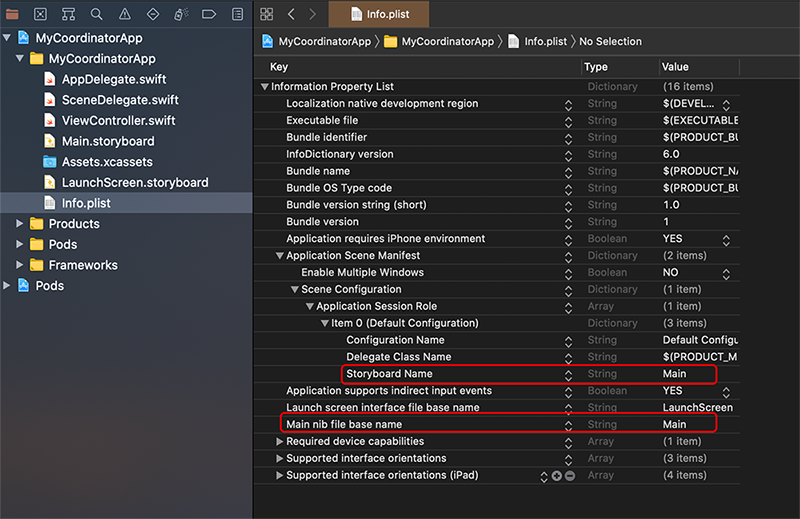 Info.plist
MyCoordinatorApp
MyCoordinatorApp
AppDelegate.swift
SceneDelegate.swift
ViewController.swift
Main.storyboard
Assets.xcassets
LaunchScreen.storyboard
Info.plist
Products
Pods
Frameworks
Pods
MyCoordinatorApp MyCoordinatorApp Info.plist No Selection
Key Type Value
Information Property List Dictionary (16 items)
Localization native development region String $(DEVEL...
Executable file String $(EXECUTABLE
Bundle identifier String $(PRODUCT_BU
InfoDictionary version String 6.0
Bundle name String $(PRODUCT_NA
Bundle OS Type code String $(PRODUCT_BU
Bundle version string (short) String 1.0
Bundle version String 1
Application requires iPhone environment Boolean YES
Application Scene Manifest Dictionary (2 items)
Enable Multiple Windows Boolean NO
Scene Configuration Dictionary (1 item)
Application Session Role Array (1 item)
Item 0 (Default Configuration) Dictionary (3 items)
Configuration Name String Default Configu
Delegate Class Name String $(PRODUCT_M
Storyboard Name String Main
Application supports indirect input events Boolean YES
Launch screen interface file base name String LaunchScreen
Main nib file base name String Main
Required device capabilities Array (1 item)
Supported interface orientations Array (3 items)
Supported interface orientations (iPad) Array (4 items)